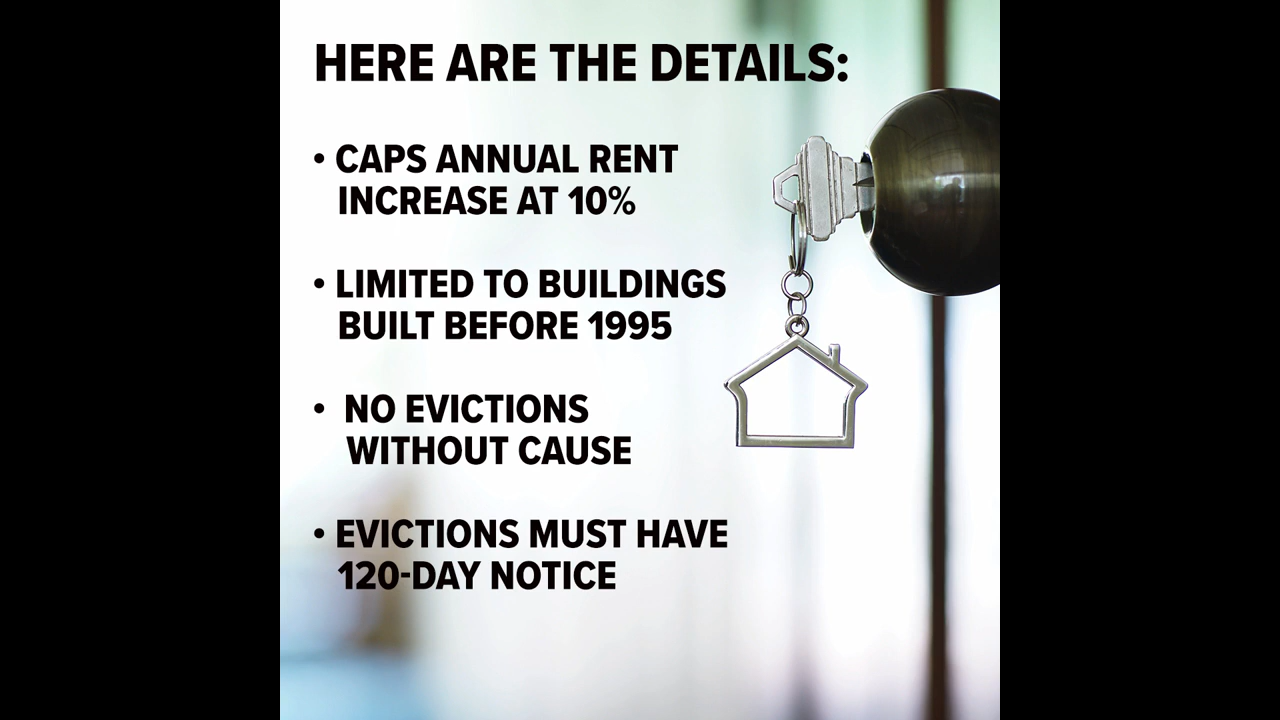 HERE ARE THE DETAILS:
• CAPS ANNUAL RENT
INCREASE AT 10%
• LIMITED TO BUILDINGS
BUILT BEFORE 1995
• NO EVICTIONS
WITHOUT CAUSE
• EVICTIONS MUST HAVE
120-DAY NOTICE